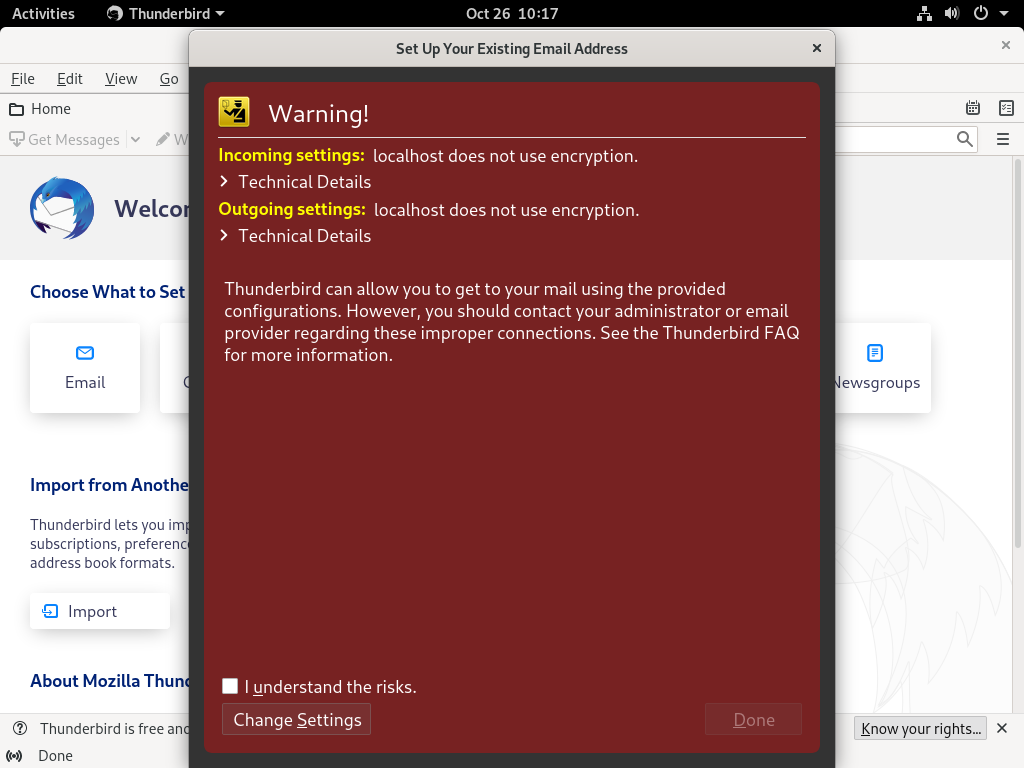 Activities Thunderbird Oct 26 10:17
Set Up Your Existing Email Address
File Edit View Go
Home
Get Messages
Warning!
Incoming settings: localhost does not use encryption.
Technical Details
Outgoing settings: localhost does not use encryption.
Technical Details
Thunderbird can allow you to get to your mail using the provided
configurations. However, you should contact your administrator or email
provider regarding these improper connections. See the Thunderbird FAQ
for more information.
I understand the risks.
Change Settings Done
Choose What to Set
Email
Newsgroups
Import from Anothe
Thunderbird lets you imp
subscriptions, preference
address book formats.
Import
About Mozilla Thund
Thunderbird is free and
Know your rights...
Done